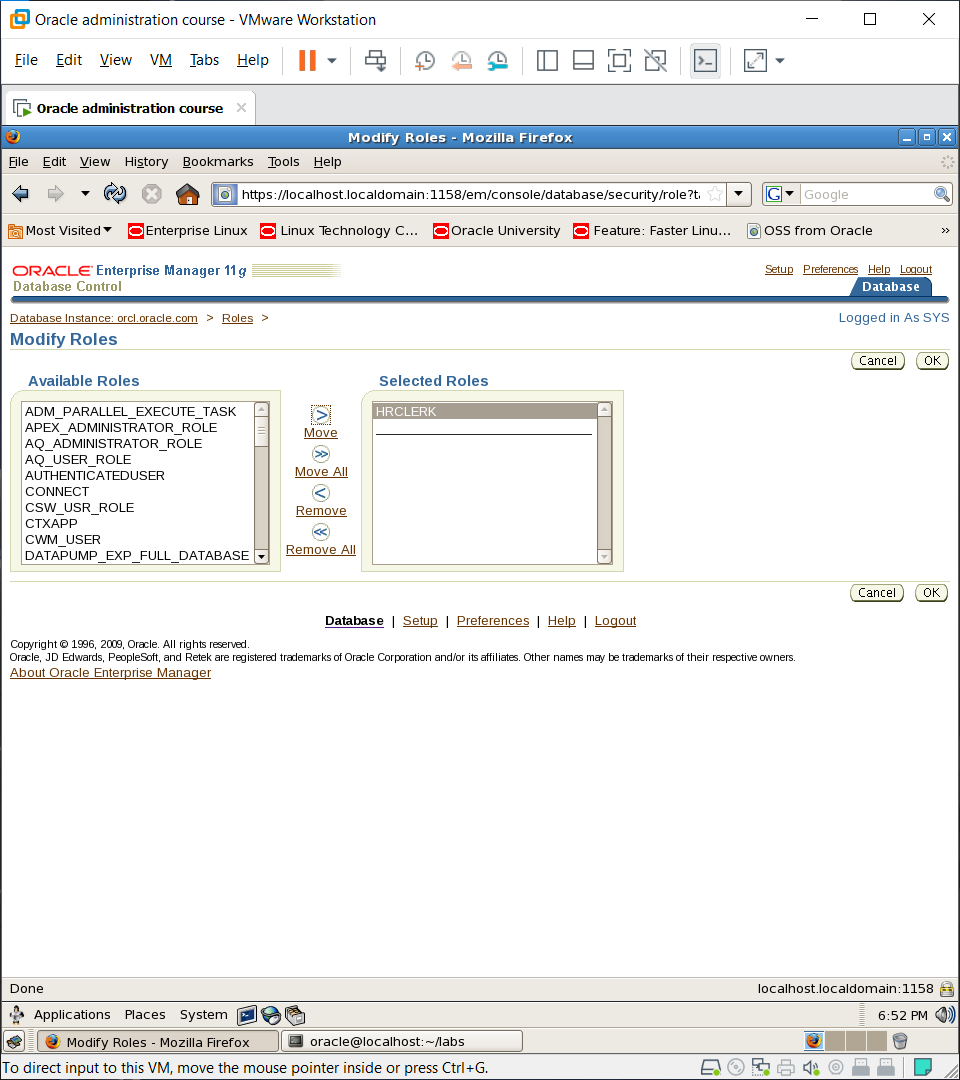 Oracle administration course - VMware Workstation
File Edit View VM Tabs Help
Oracle administration course
Modify Roles - Mozilla Firefox
File Edit View History Bookmarks Tools Help
https://localhost.localdomain:1158/em/console/database/security/role?ta
G Google
Most Visited Enterprise Linux Linux Technology C... Oracle University Feature: Faster Linu... OSS from Oracle »
ORACLE Enterprise Manager 11g
Database Control
Setup Preferences Help Logout
Database
Database Instance: orcl.oracle.com > Roles >
Logged in As SYS
Modify Roles
Cancel OK
Available Roles
ADM_PARALLEL_EXECUTE_TASK
APEX_ADMINISTRATOR_ROLE
AQ_ADMINISTRATOR_ROLE
AQ_USER_ROLE
AUTHENTICATEDUSER
CONNECT
CSW_USR_ROLE
CTXAPP
CWM_USER
DATAPUMP_EXP_FULL_DATABASE
Move
Move All
Remove
Remove All
Selected Roles
HRCLERK
Cancel OK
Database | Setup | Preferences | Help | Logout
Copyright © 1996, 2009, Oracle. All rights reserved.
Oracle, JD Edwards, PeopleSoft, and Retek are registered trademarks of Oracle Corporation and/or its affiliates. Other names may be trademarks of their respective owners.
About Oracle Enterprise Manager
Done
localhost.localdomain:1158
Applications Places System
6:52 PM
Modify Roles - Mozilla Firefox
oracle@localhost:~/labs
To direct input to this VM, move the mouse pointer inside or press Ctrl+G.